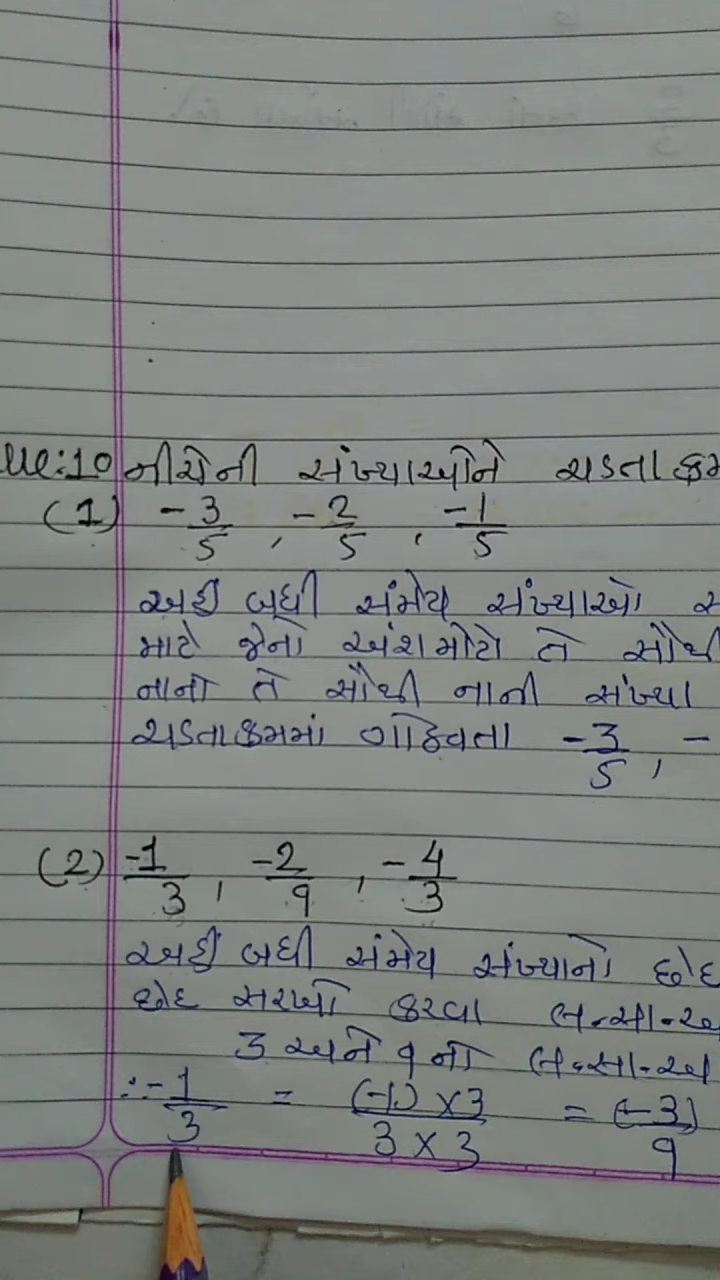 :10 નીચેની સંખ્યાઓને ચડતા ક્રમ
(1) -3/5 , -2/5 , -1/5
અહીં બધી સંમેય સંખ્યાઓ સ
માટે જેનો અંશ મોટો તે સૌથી
નાનો તે સૌથી નાની સંખ્યા
ચડતાક્રમમાં ગોઠવતા -3/5 , -
(2) -1/3 , -2/9 , -4/3
અહીં બધી સંમેય સંખ્યાનો છેદ
છેદ સરખો કરવા લ.સા.અ
3 અને 9 નો લ.સા.અ
∴ -1/3 = (-1)×3/3×3 = (-3)/9